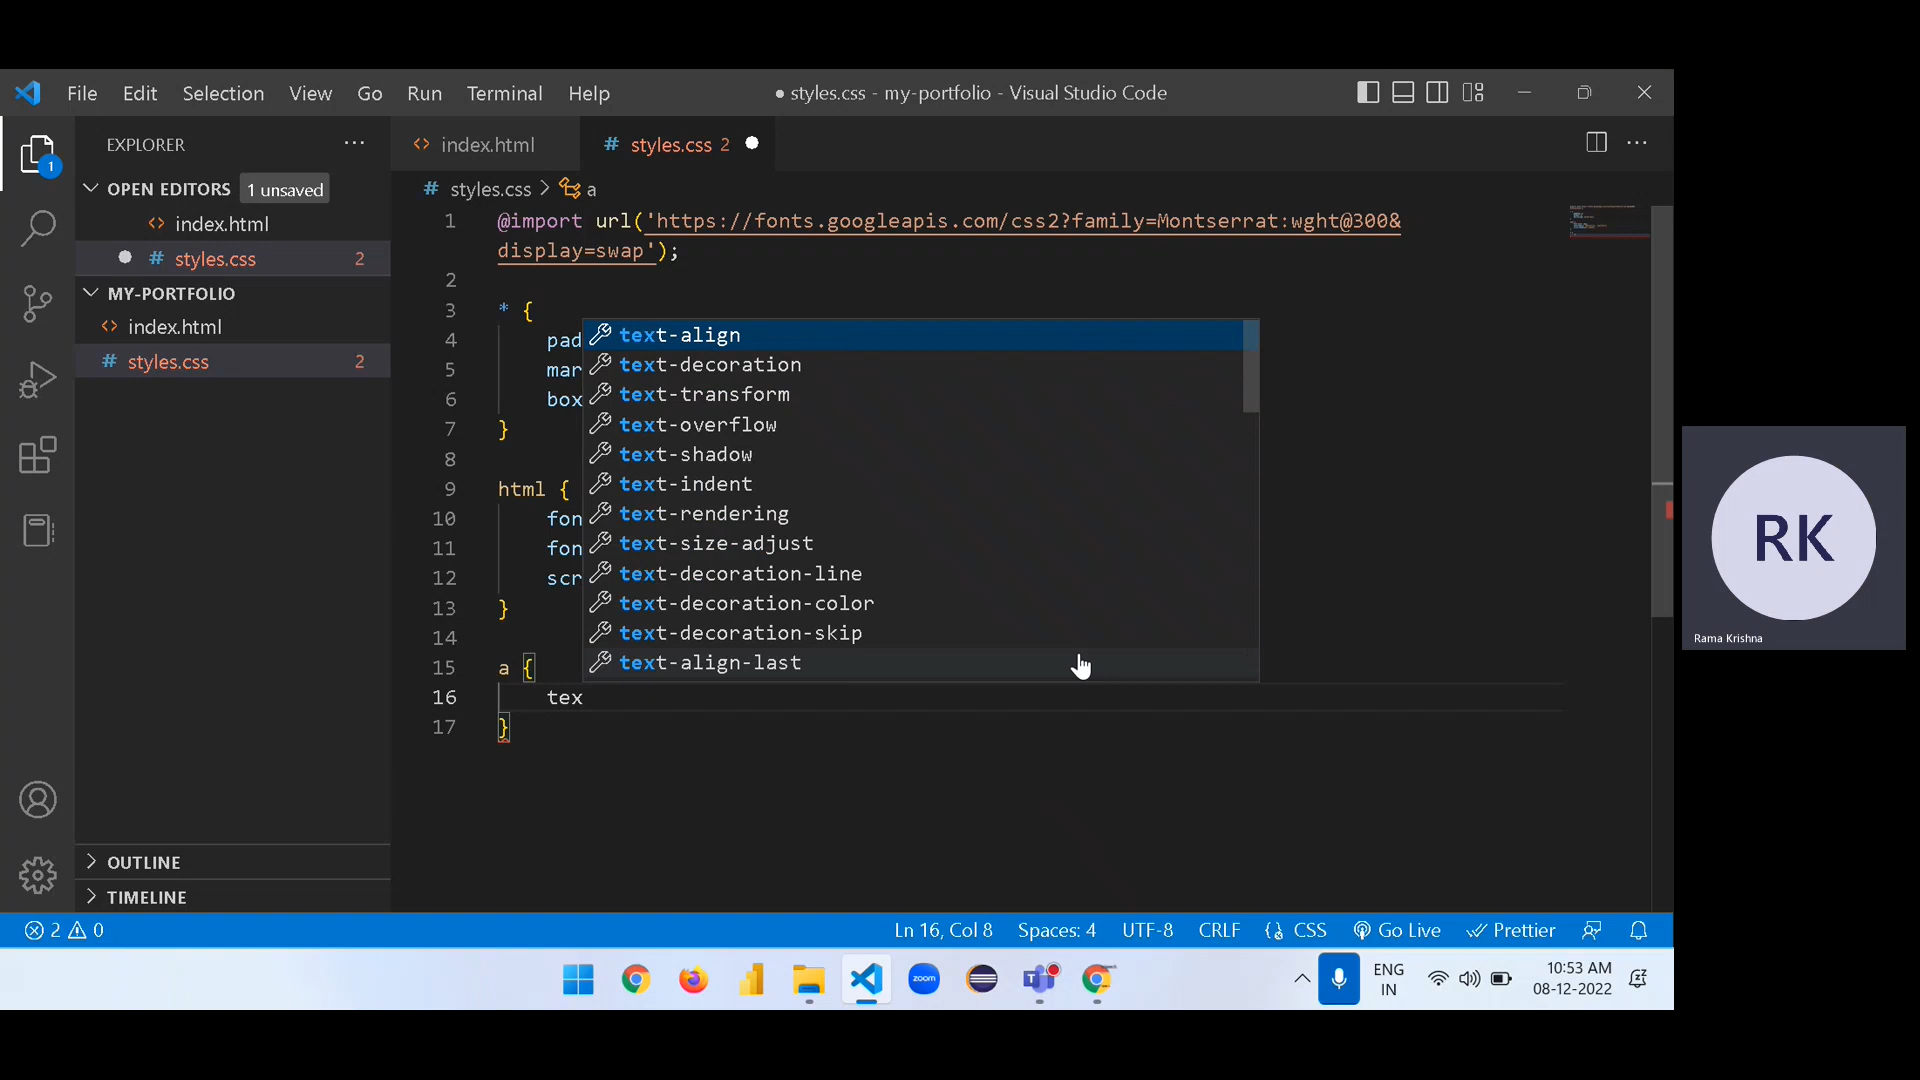 File Edit Selection View Go Run Terminal Help
● styles.css - my-portfolio - Visual Studio Code
EXPLORER
index.html
# styles.css 2
OPEN EDITORS 1 unsaved
index.html
# styles.css 2
MY-PORTFOLIO
index.html
# styles.css 2
OUTLINE
TIMELINE
1
# styles.css > a
1 @import url('https://fonts.googleapis.com/css2?family=Montserrat:wght@300&
display=swap');
2
3 * {
4 pad
5 mar
6 box
7 }
8
9 html {
10 fon
11 fon
12 scr
13 }
14
15 a {
16 tex
17 }
text-align
text-decoration
text-transform
text-overflow
text-shadow
text-indent
text-rendering
text-size-adjust
text-decoration-line
text-decoration-color
text-decoration-skip
text-align-last
RK
Rama Krishna
2 0
Ln 16, Col 8 Spaces: 4 UTF-8 CRLF {} CSS Go Live Prettier
zoom
T
ENG
IN
10:53 AM
08-12-2022